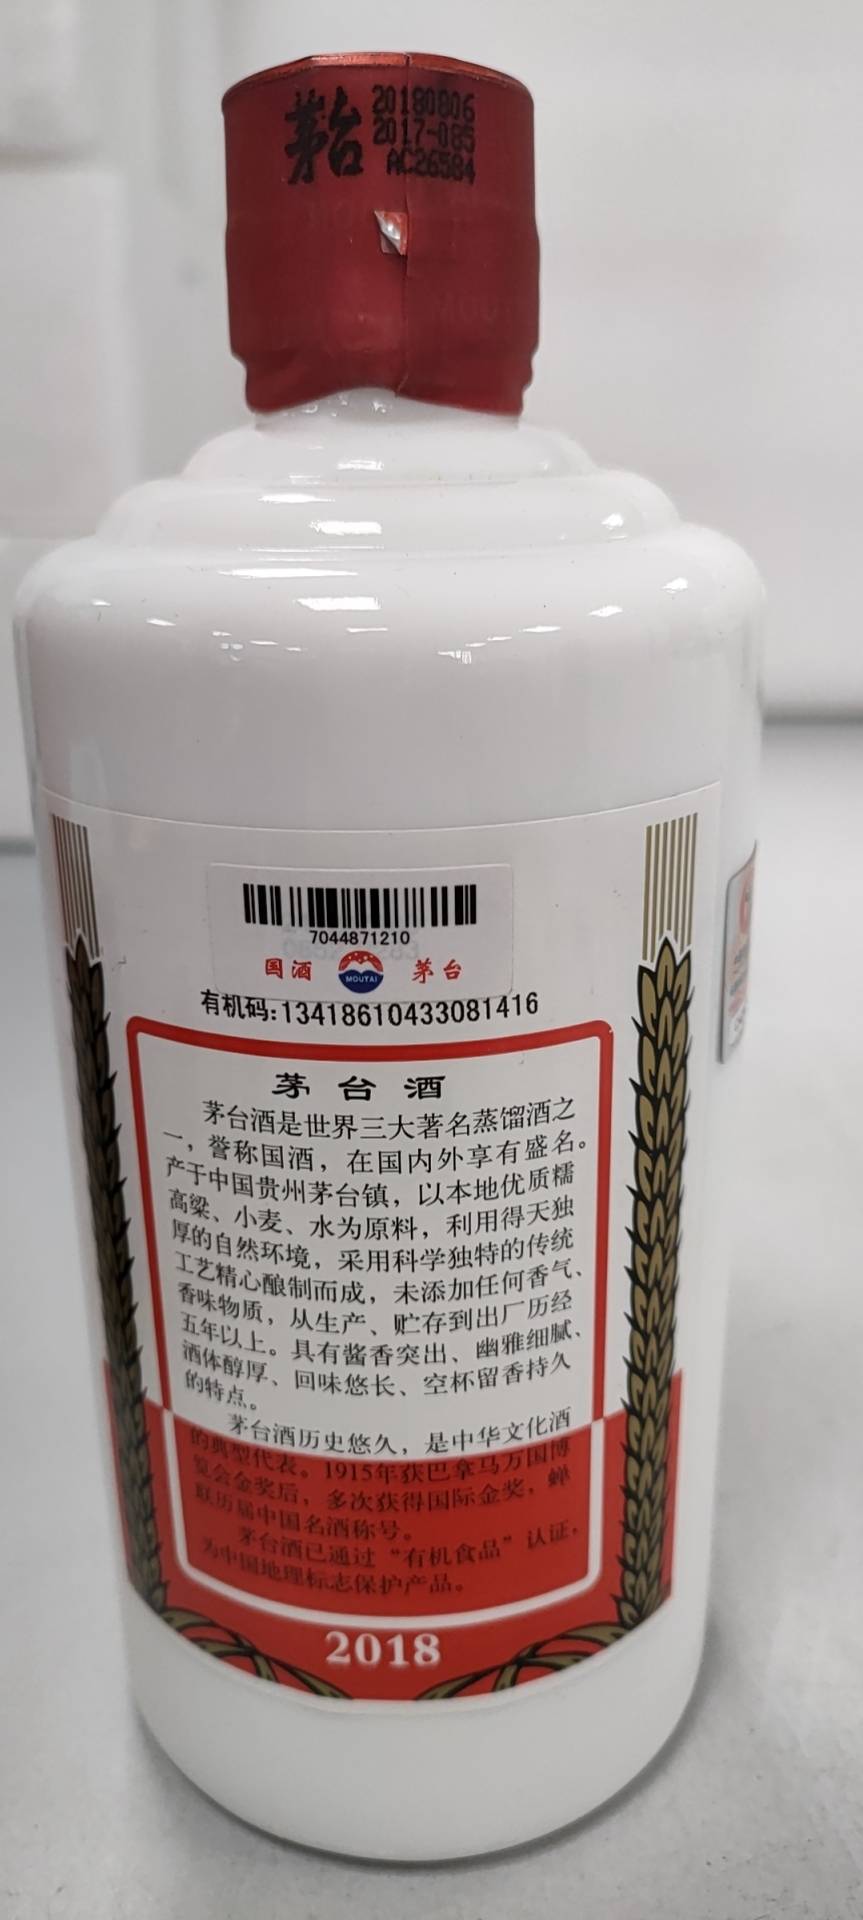 茅台
20180806
2017-085
AC26584
7044871210
国酒 MOUTAI 茅台
有机码:13418610433081416
茅台酒
茅台酒是世界三大著名蒸馏酒之
一，誉称国酒，在国内外享有盛名。
产于中国贵州茅台镇，以本地优质糯
高粱、小麦、水为原料，利用得天独
厚的自然环境，采用科学独特的传统
工艺精心酿制而成，未添加任何香气、
香味物质，从生产、贮存到出厂历经
五年以上。具有酱香突出、幽雅细腻、
酒体醇厚、回味悠长、空杯留香持久
的特点。
茅台酒历史悠久，是中华文化酒
的典型代表。1915年获巴拿马万国博
览会金奖后，多次获得国际金奖，蝉
联历届中国名酒称号。
茅台酒已通过“有机食品”认证，
为中国地理标志保护产品。
2018